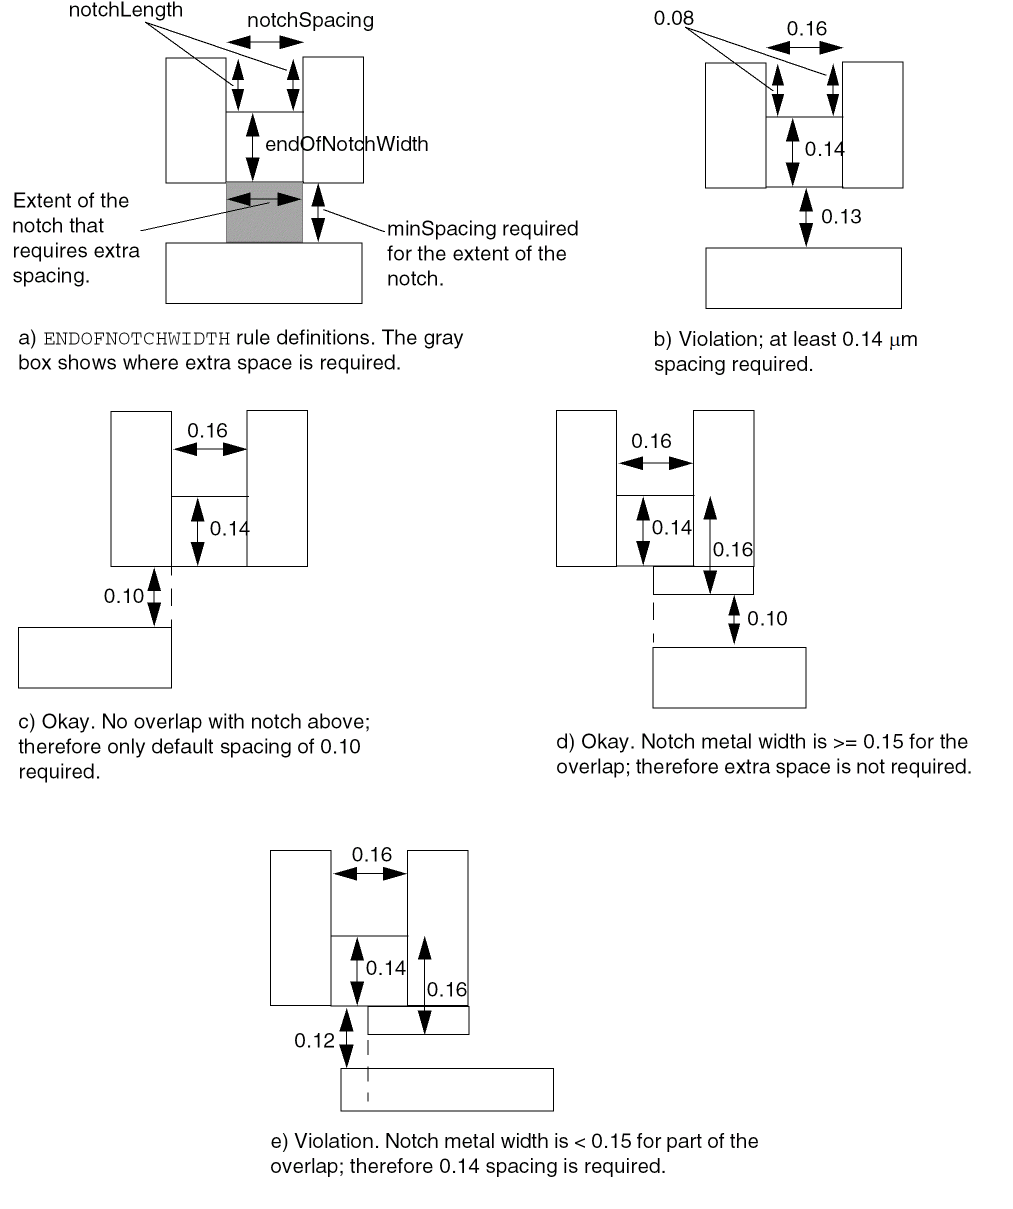 notchLength
notchSpacing
endOfNotchWidth
Extent of the
notch that
requires extra
spacing.
minSpacing required
for the extent of the
notch.
a) ENDOFNOTCHWIDTH rule definitions. The gray
box shows where extra space is required.
0.08
0.16
0.14
0.13
b) Violation; at least 0.14 μm
spacing required.
0.16
0.14
0.10
c) Okay. No overlap with notch above;
therefore only default spacing of 0.10
required.
0.16
0.14
0.16
0.10
d) Okay. Notch metal width is >= 0.15 for the
overlap; therefore extra space is not required.
0.16
0.14
0.16
0.12
e) Violation. Notch metal width is < 0.15 for part of the
overlap; therefore 0.14 spacing is required.